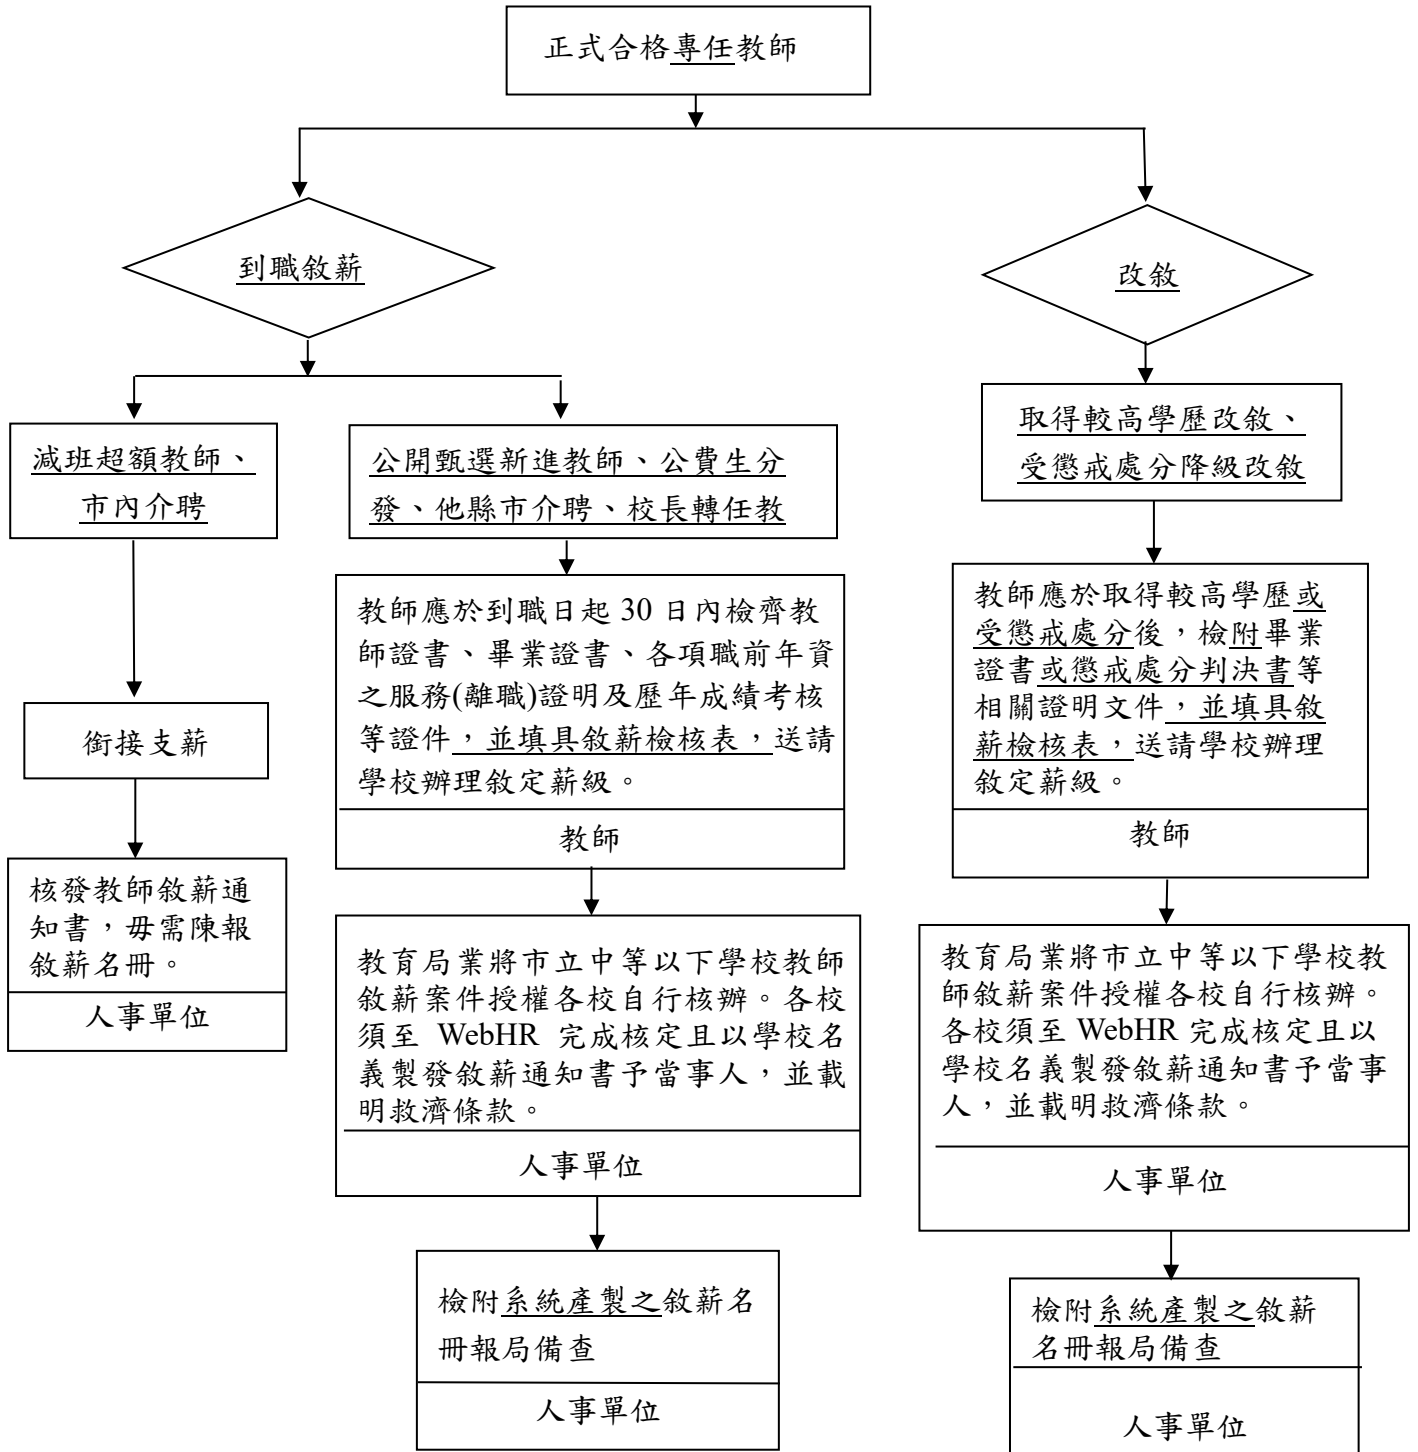 正式合格專任教師
到職敘薪
改敘
減班超額教師、
市內介聘
公開甄選新進教師、公費生分
發、他縣市介聘、校長轉任教
取得較高學歷改敘、
受懲戒處分降級改敘
銜接支薪
教師應於到職日起 30 日內檢齊教
師證書、畢業證書、各項職前年資
之服務(離職)證明及歷年成績考核
等證件,並填具敘薪檢核表,送請
學校辦理敘定薪級。
教師
教師應於取得較高學歷或
受懲戒處分後,檢附畢業
證書或懲戒處分判決書等
相關證明文件,並填具敘
薪檢核表,送請學校辦理
敘定薪級。
教師
核發教師敘薪通
知書,毋需陳報
敘薪名冊。
人事單位
教育局業將市立中等以下學校教師
敘薪案件授權各校自行核辦。各校
須至 WebHR 完成核定且以學校名
義製發敘薪通知書予當事人,並載
明救濟條款。
人事單位
教育局業將市立中等以下學校教
師敘薪案件授權各校自行核辦。
各校須至 WebHR 完成核定且以
學校名義製發敘薪通知書予當事
人,並載明救濟條款。
人事單位
檢附系統產製之敘薪名
冊報局備查
人事單位
檢附系統產製之敘薪
名冊報局備查
人事單位